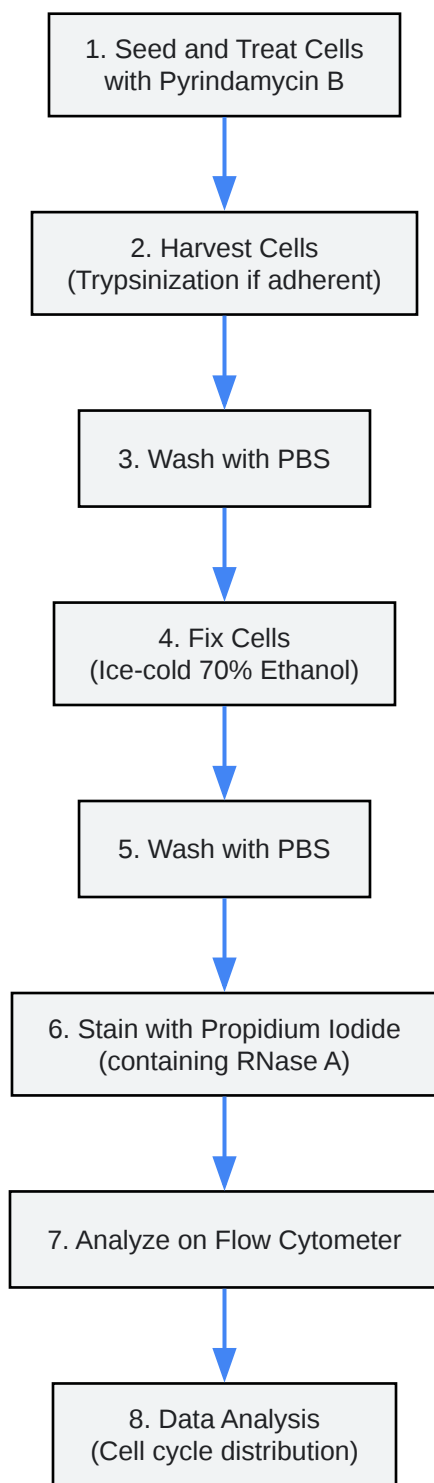 1. Seed and Treat Cells
with Pyrindamycin B
2. Harvest Cells
(Trypsinization if adherent)
3. Wash with PBS
4. Fix Cells
(Ice-cold 70% Ethanol)
5. Wash with PBS
6. Stain with Propidium Iodide
(containing RNase A)
7. Analyze on Flow Cytometer
8. Data Analysis
(Cell cycle distribution)